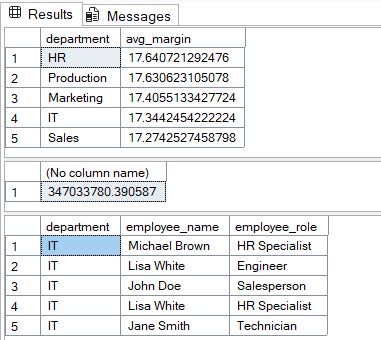 Results Messages
department avg_margin
1 HR 17.640721292476
2 Production 17.630623105078
3 Marketing 17.4055133427724
4 IT 17.3442454222224
5 Sales 17.2742527458798
(No column name)
1 347033780.390587
department employee_name employee_role
1 IT Michael Brown HR Specialist
2 IT Lisa White Engineer
3 IT John Doe Salesperson
4 IT Lisa White HR Specialist
5 IT Jane Smith Technician